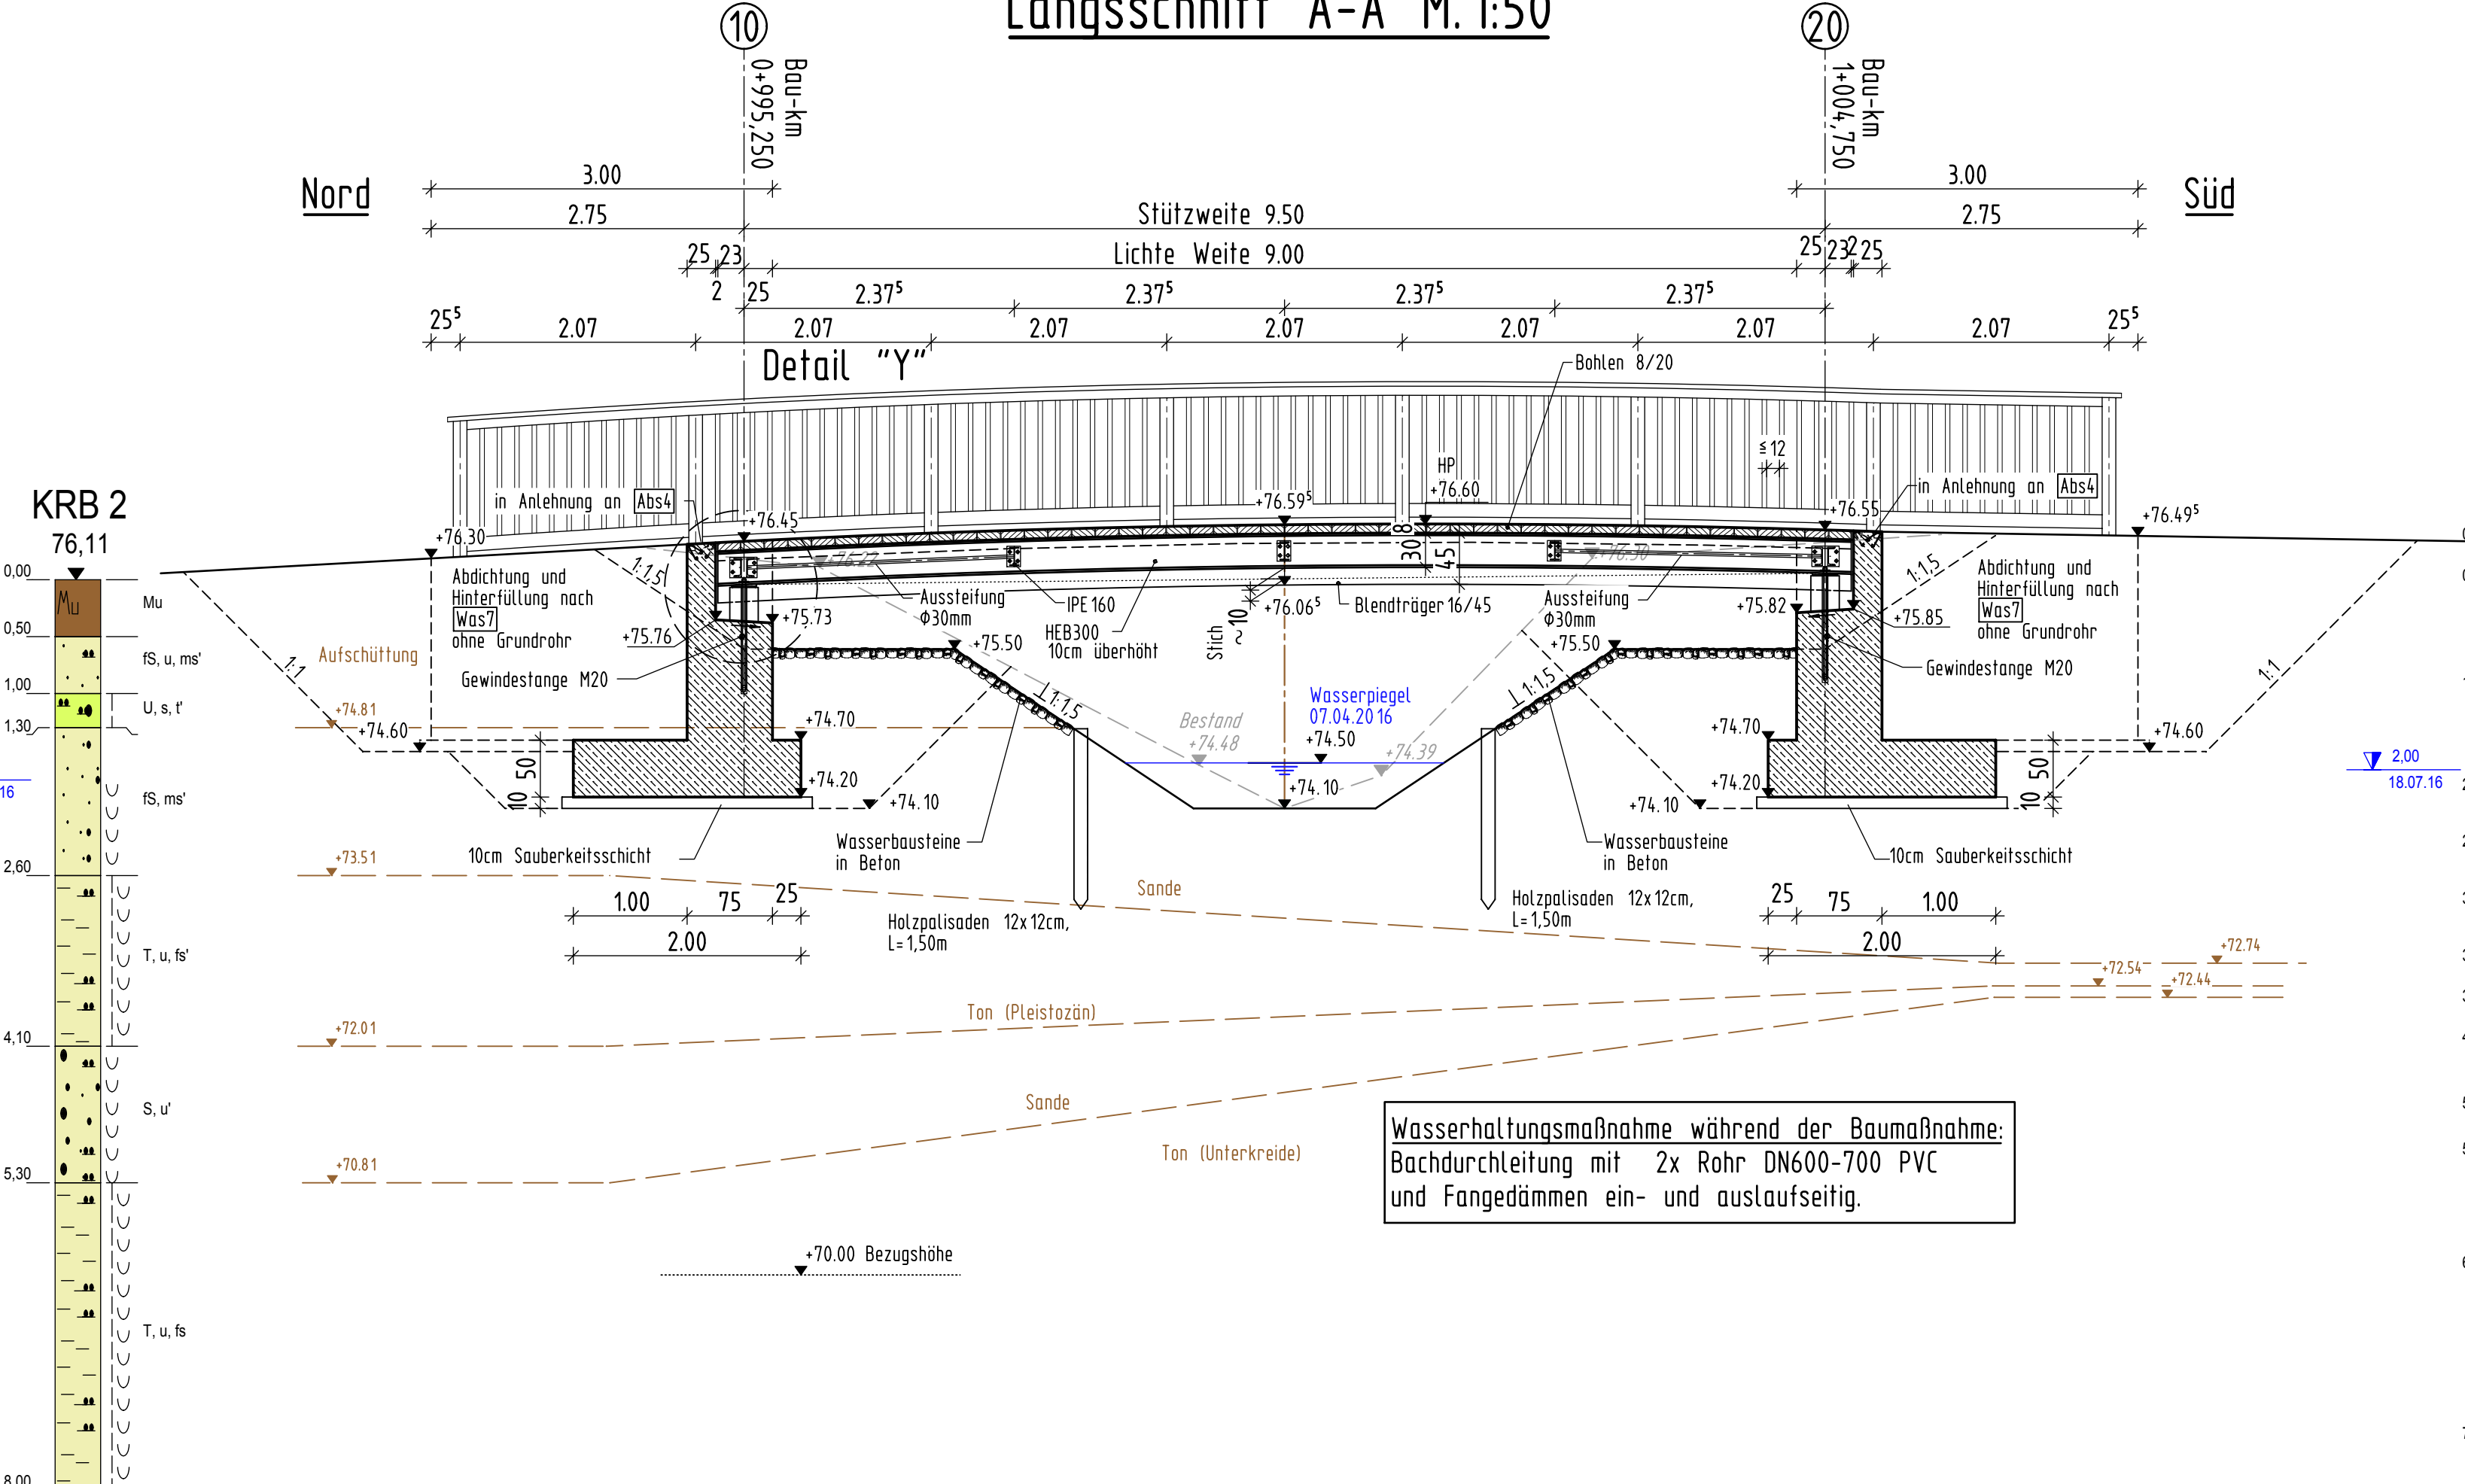 Längsschnitt A-A M. 1:50
10
20
Bau-km
0+995,250
Bau-km
1+004,750
Nord
Süd
3.00
3.00
2.75
Stützweite 9.50
2.75
25
23
Lichte Weite 9.00
25
23
2
25
2
25
2.37⁵
2.37⁵
2.37⁵
2.37⁵
25⁵
2.07
2.07
2.07
2.07
2.07
2.07
2.07
25⁵
Detail "Y"
Bohlen 8/20
≤12
HP
+76.60
+76.59⁵
in Anlehnung an Abs4
+76.45
+76.55
in Anlehnung an Abs4
+76.49⁵
+76.30
KRB 2
76,11
0,00
Mu
Mu
0,50
fS, u, ms'
1,00
U, s, t'
1,30
fS, ms'
16
2,60
T, u, fs'
4,10
S, u'
5,30
T, u, fs
8,00
Abdichtung und
Hinterfüllung nach
Was7
ohne Grundrohr
1:1,5
+76.22
Aussteifung
Φ30mm
IPE160
HEB300
10cm überhöht
8
30
45
Stich
~10
+76.06⁵
Blendträger 16/45
+76.30
Aussteifung
Φ30mm
1:1,5
Abdichtung und
Hinterfüllung nach
Was7
ohne Grundrohr
+75.76
+75.73
+75.82
+75.85
Gewindestange M20
Gewindestange M20
+75.50
+75.50
1:1
1:1
Aufschüttung
+74.81
+74.60
+74.70
1:1,5
1:1,5
Bestand
+74.48
Wasserpiegel
07.04.2016
+74.50
+74.39
+74.70
+74.60
2,00
18.07.16
50
10
+74.20
+74.10
+74.10
+74.10
+74.20
50
10
10cm Sauberkeitsschicht
Wasserbausteine
in Beton
Wasserbausteine
in Beton
10cm Sauberkeitsschicht
+73.51
Sande
1.00
75
25
2.00
Holzpalisaden 12x12cm,
L=1,50m
Holzpalisaden 12x12cm,
L=1,50m
25
75
1.00
2.00
+72.74
+72.54
+72.44
Ton (Pleistozän)
+72.01
Sande
+70.81
Ton (Unterkreide)
Wasserhaltungsmaßnahme während der Baumaßnahme:
Bachdurchleitung mit 2x Rohr DN600-700 PVC
und Fangedämmen ein- und auslaufseitig.
+70.00 Bezugshöhe